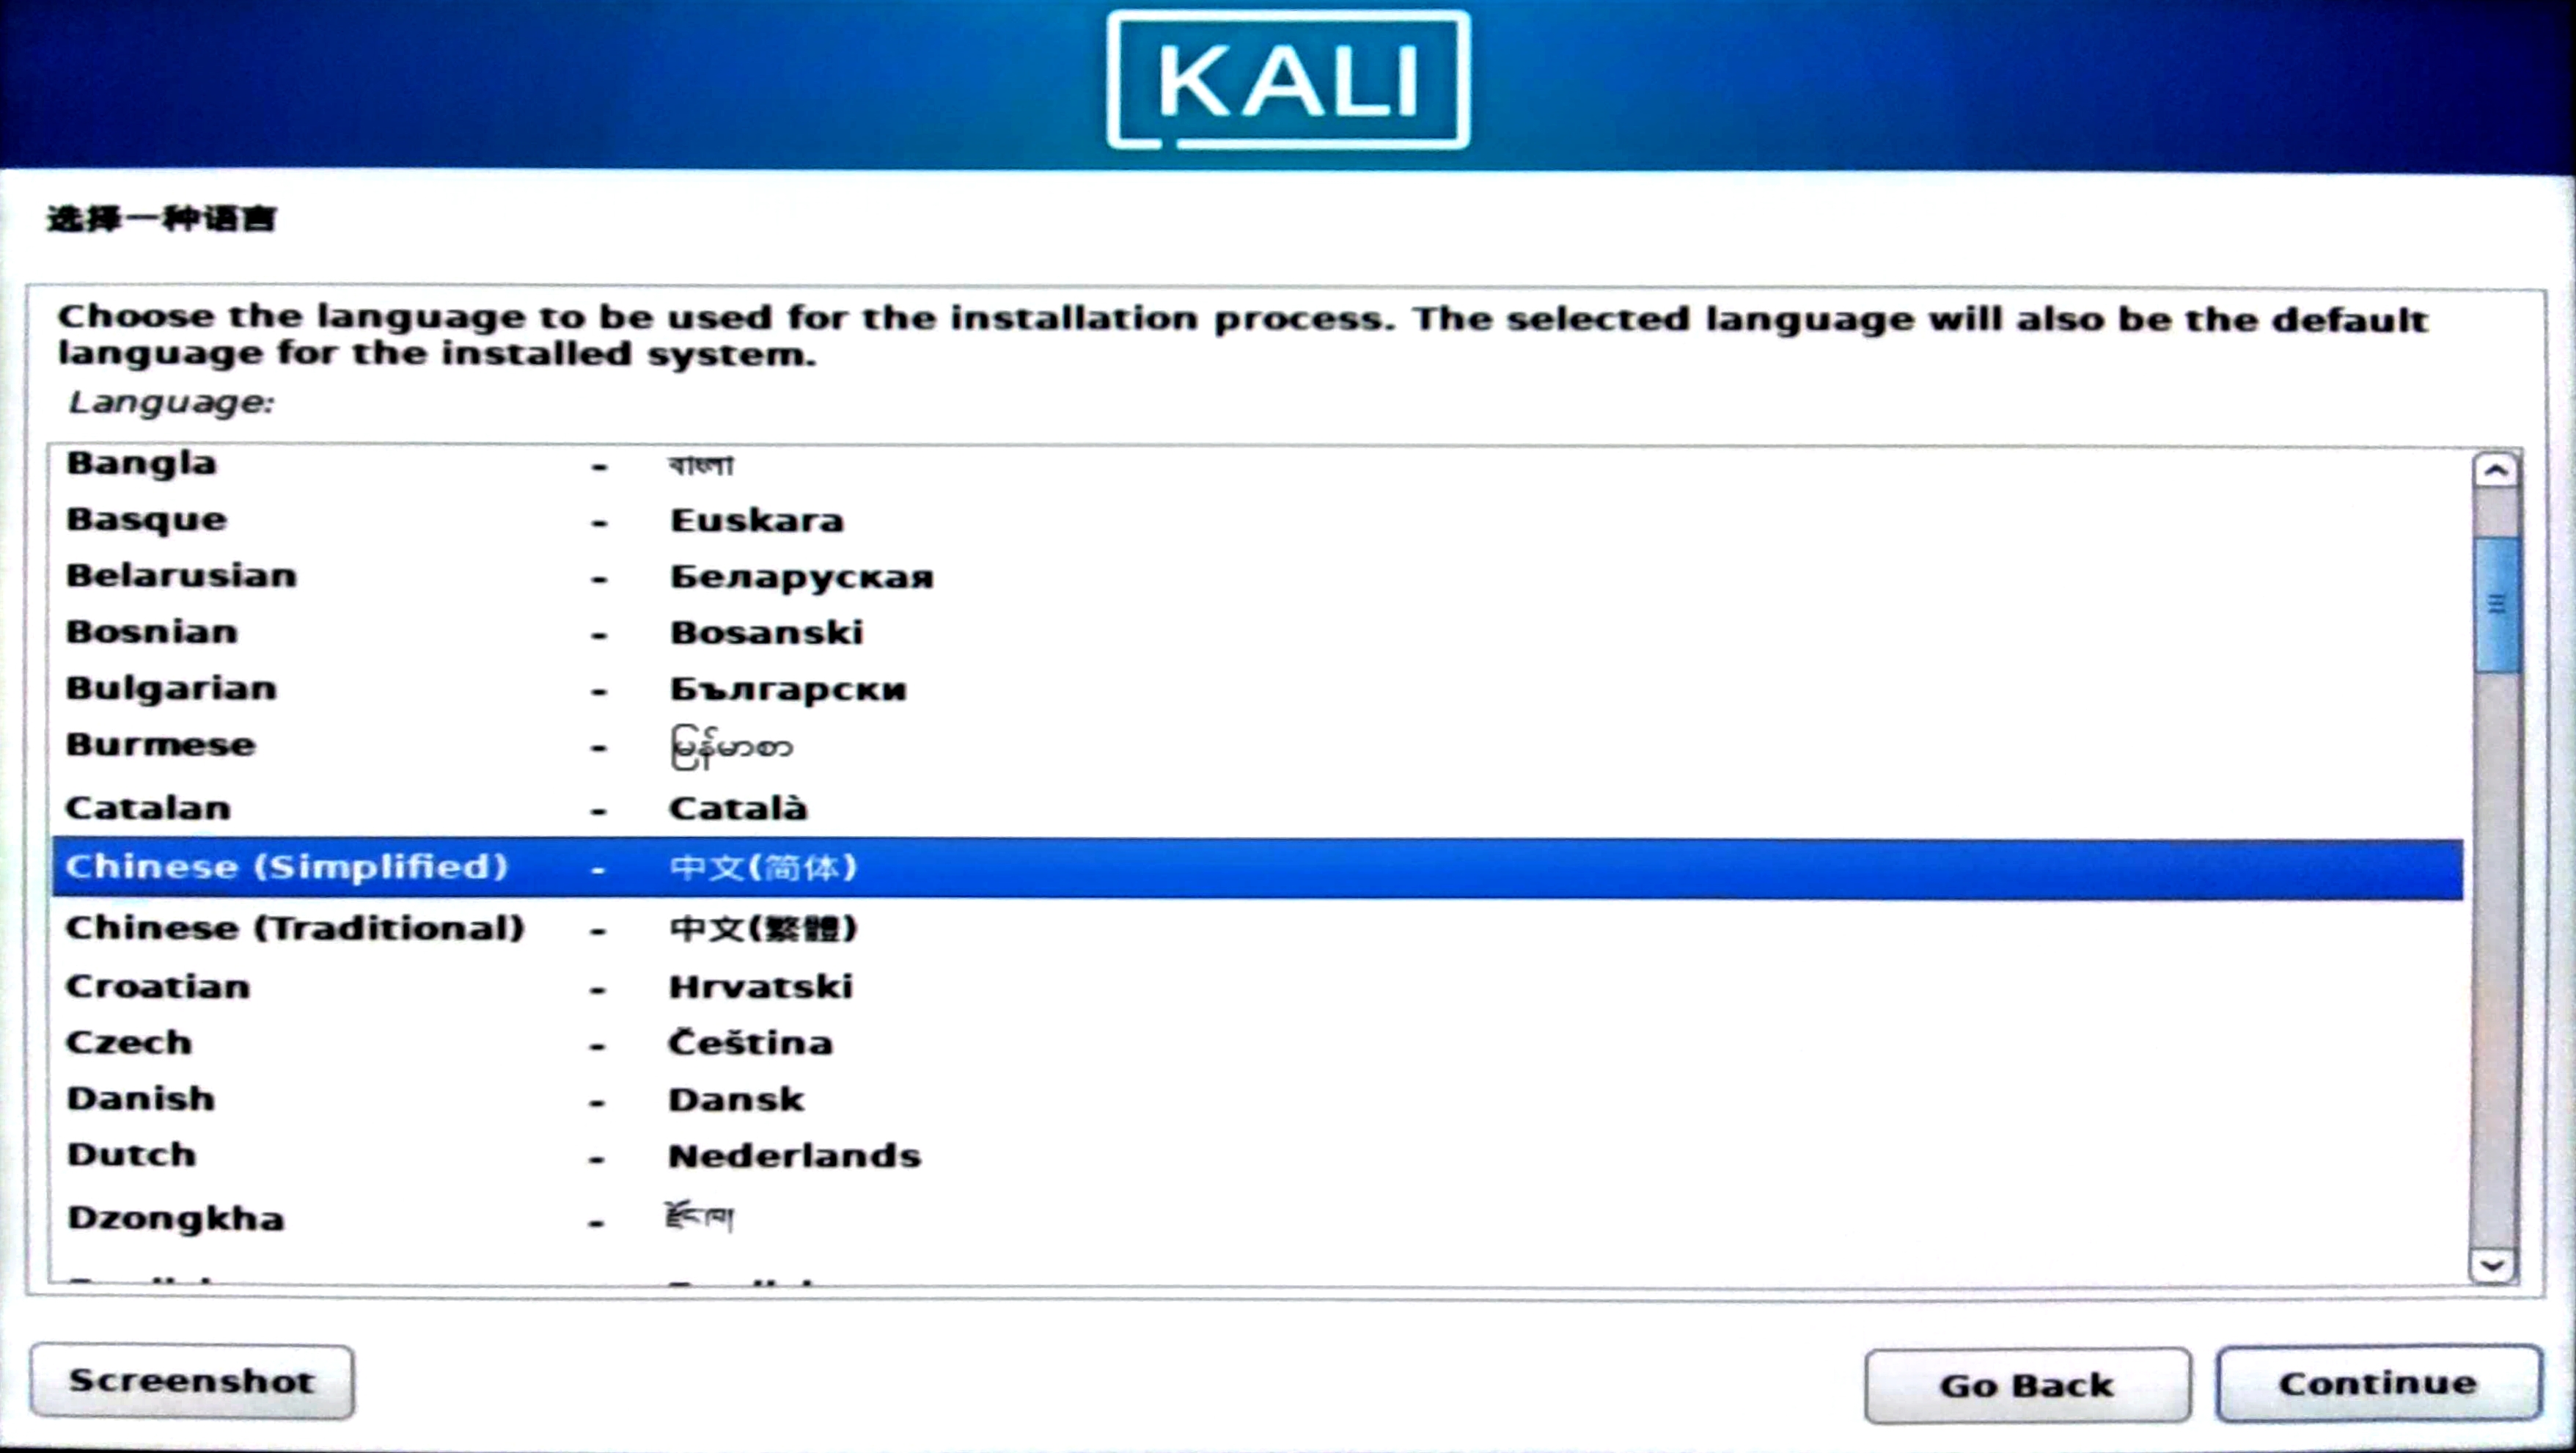 KALI
选择一种语言
Choose the language to be used for the installation process. The selected language will also be the default
language for the installed system.
Language:
Bangla - বাংলা
Basque - Euskara
Belarusian - Беларуская
Bosnian - Bosanski
Bulgarian - Български
Burmese - မြန်မာစာ
Catalan - Català
Chinese (Simplified) - 中文(简体)
Chinese (Traditional) - 中文(繁體)
Croatian - Hrvatski
Czech - Čeština
Danish - Dansk
Dutch - Nederlands
Dzongkha - རྫོང་ཁ།
Screenshot
Go Back
Continue